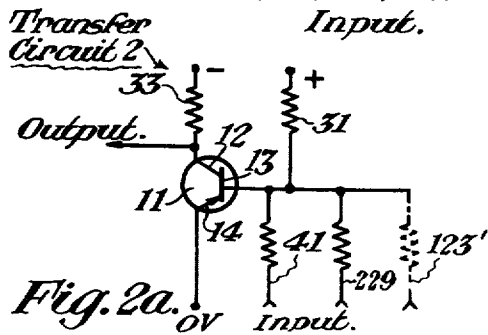 Transfer Input.
Circuit 2
33 − +
31
Output. 12
13
11
14
41 229 123'
Fig. 2a.
0V Input.